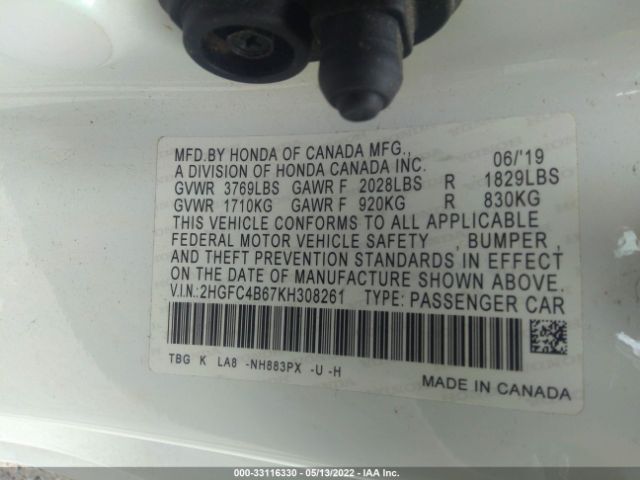 MFD.BY HONDA OF CANADA MFG., 06/'19
A DIVISION OF HONDA CANADA INC.
GVWR 3769LBS GAWR F 2028LBS R 1829LBS
GVWR 1710KG GAWR F 920KG R 830KG
THIS VEHICLE CONFORMS TO ALL APPLICABLE
FEDERAL MOTOR VEHICLE SAFETY , BUMPER ,
AND THEFT PREVENTION STANDARDS IN EFFECT
ON THE DATE OF MANUFACTURE SHOWN ABOVE.
V.I.N.:2HGFC4B67KH308261 TYPE: PASSENGER CAR
TBG K LA8 -NH883PX -U -H
MADE IN CANADA
000-33116330 - 05/13/2022 - IAA Inc.